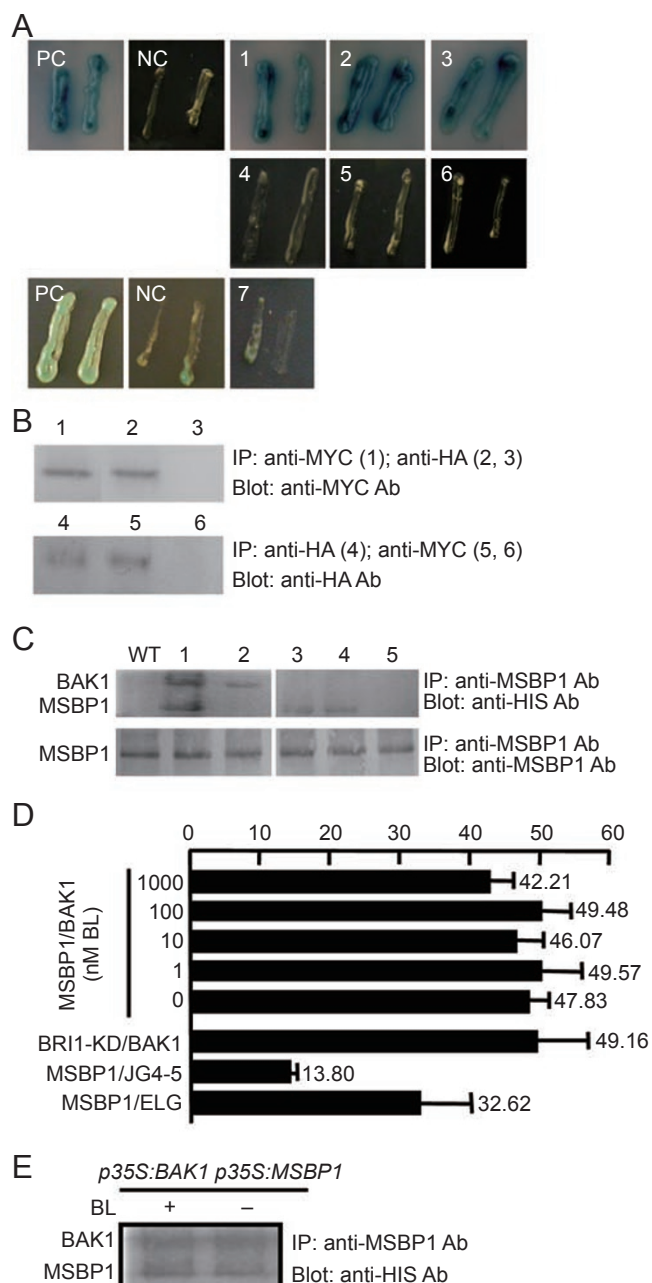 A
PC NC 1 2 3
4 5 6
PC NC 7
B
1 2 3
IP: anti-MYC (1); anti-HA (2, 3)
Blot: anti-MYC Ab
4 5 6
IP: anti-HA (4); anti-MYC (5, 6)
Blot: anti-HA Ab
C
WT 1 2 3 4 5
BAK1 IP: anti-MSBP1 Ab
MSBP1 Blot: anti-HIS Ab
MSBP1 IP: anti-MSBP1 Ab
Blot: anti-MSBP1 Ab
D
0 10 20 30 40 50 60
MSBP1/BAK1
(nM BL)
1000 42.21
100 49.48
10 46.07
1 49.57
0 47.83
BRI1-KD/BAK1 49.16
MSBP1/JG4-5 13.80
MSBP1/ELG 32.62
E
p35S:BAK1 p35S:MSBP1
BL + –
BAK1 IP: anti-MSBP1 Ab
MSBP1 Blot: anti-HIS Ab